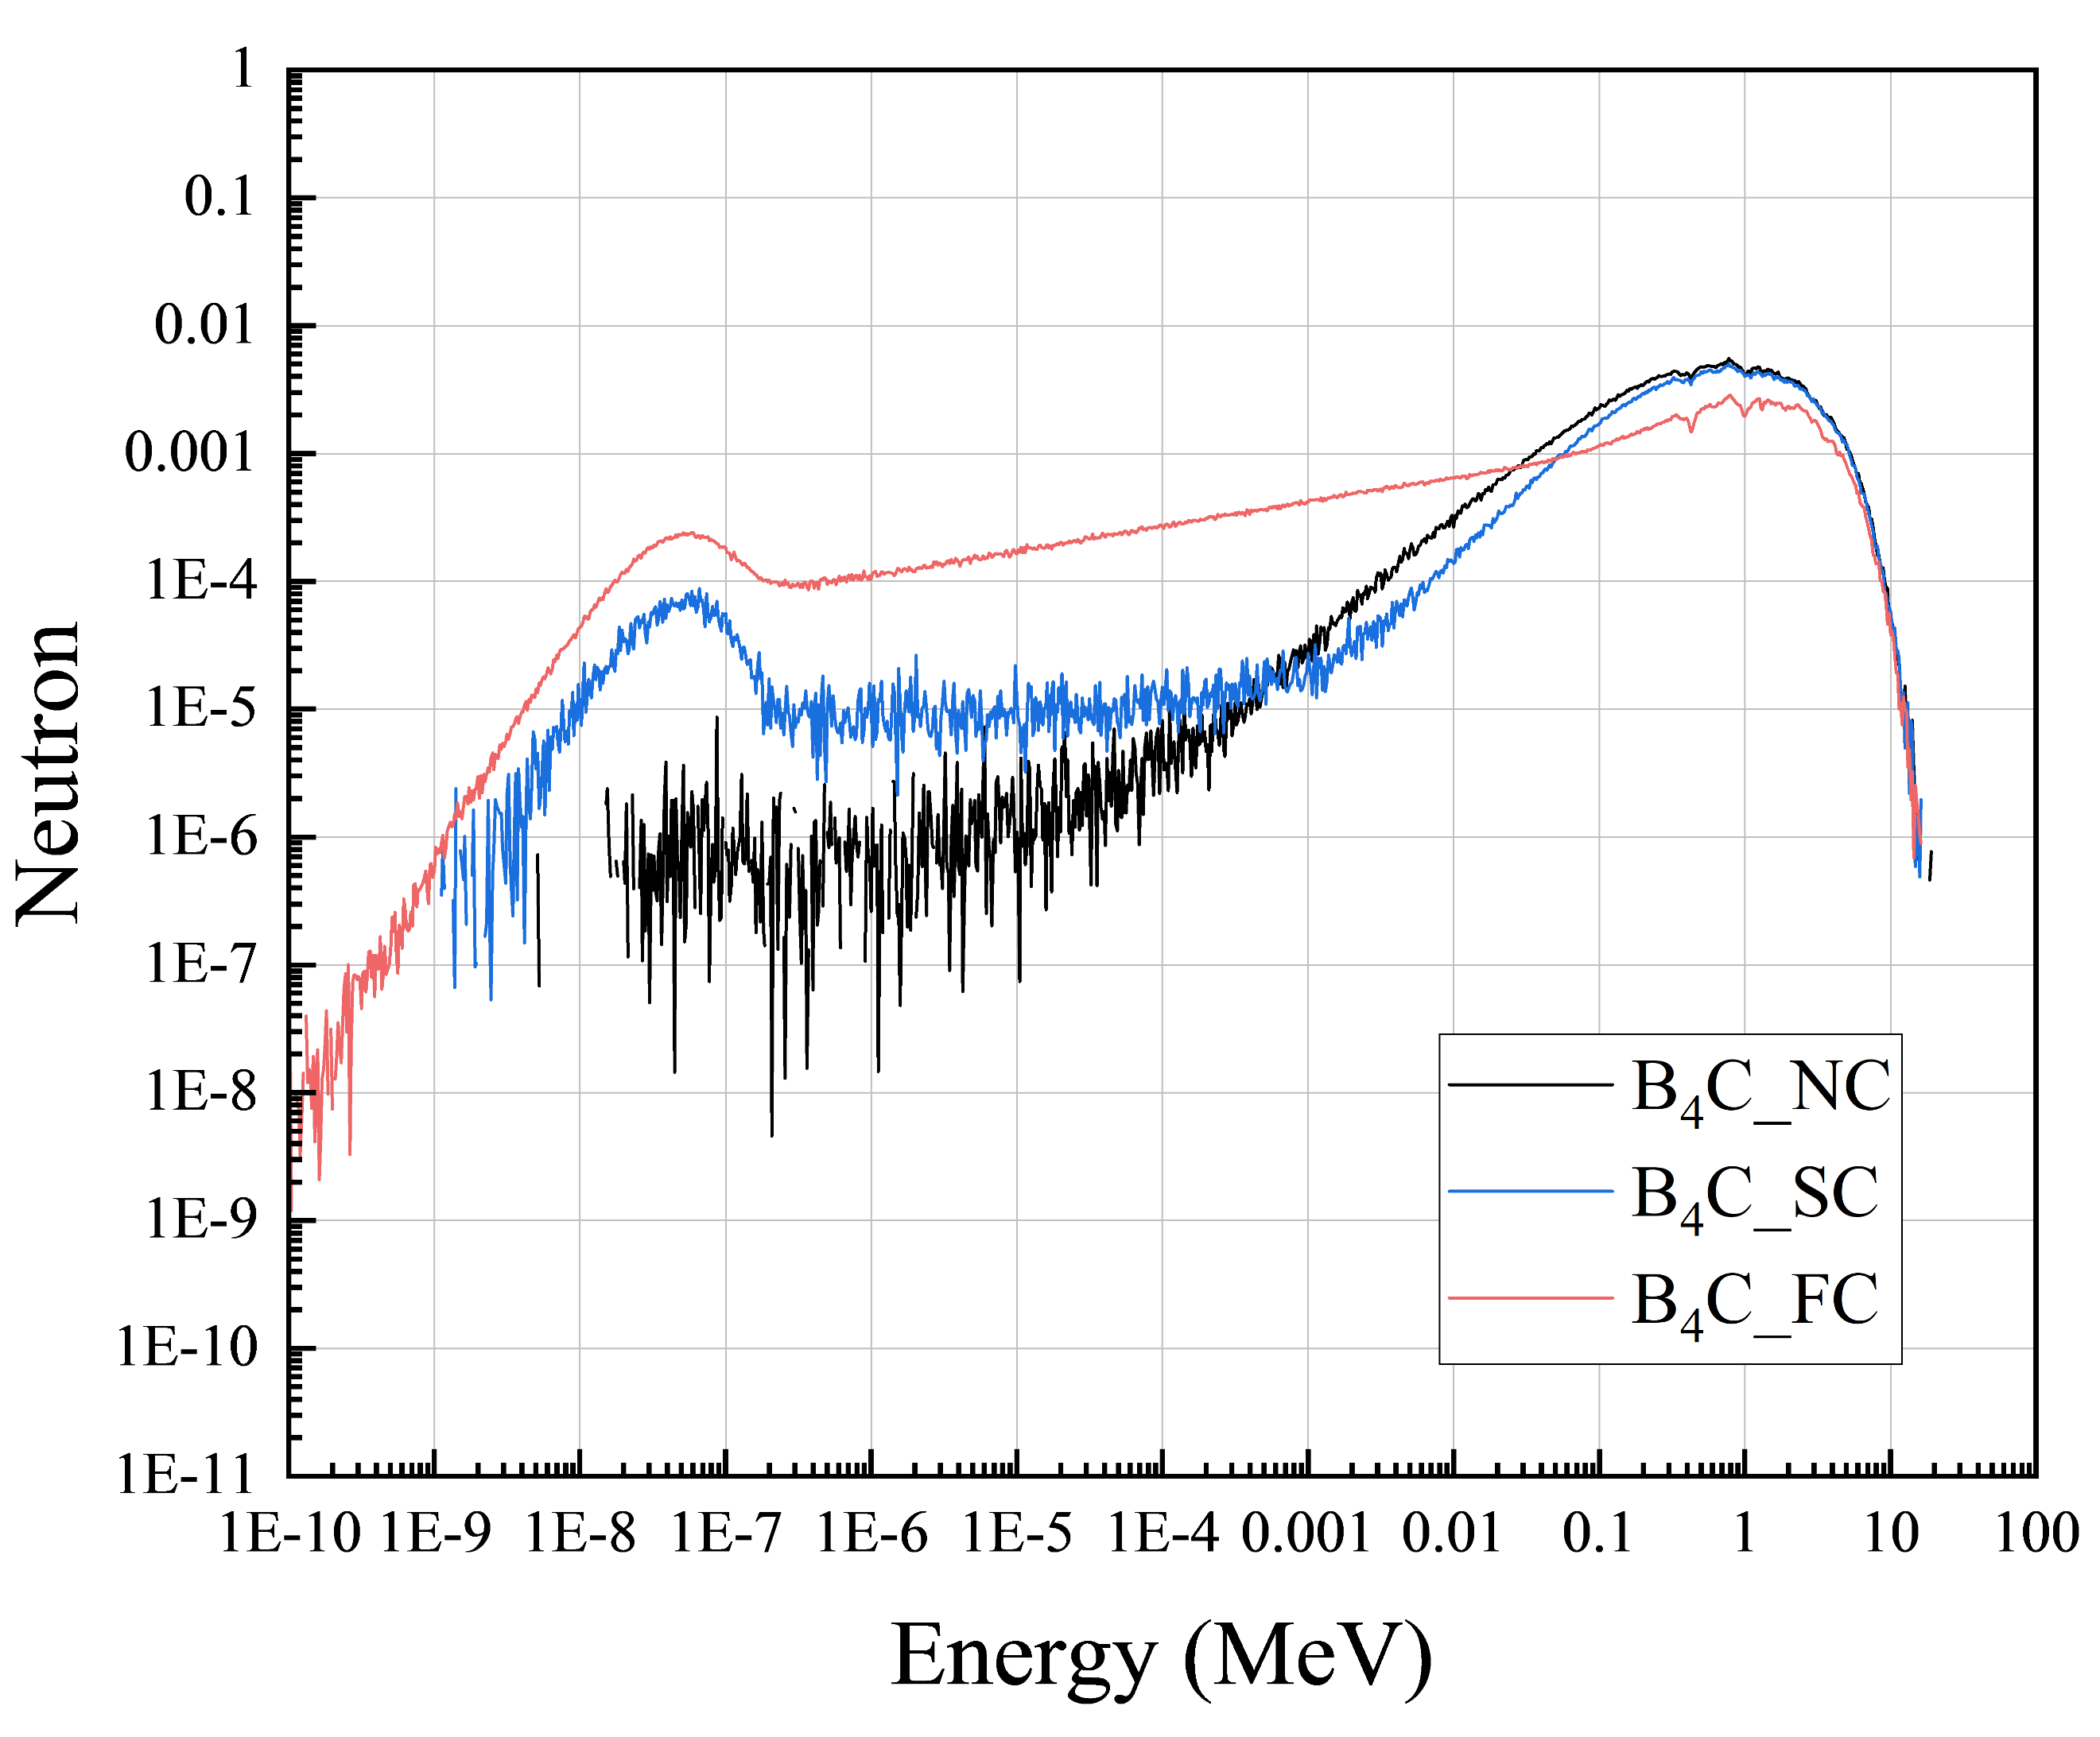 1
0.1
0.01
0.001
1E-4
1E-5
1E-6
1E-7
1E-8
1E-9
1E-10
1E-11
Neutron
B₄C_NC
B₄C_SC
B₄C_FC
1E-10 1E-9 1E-8 1E-7 1E-6 1E-5 1E-4 0.001 0.01 0.1 1 10 100
Energy (MeV)